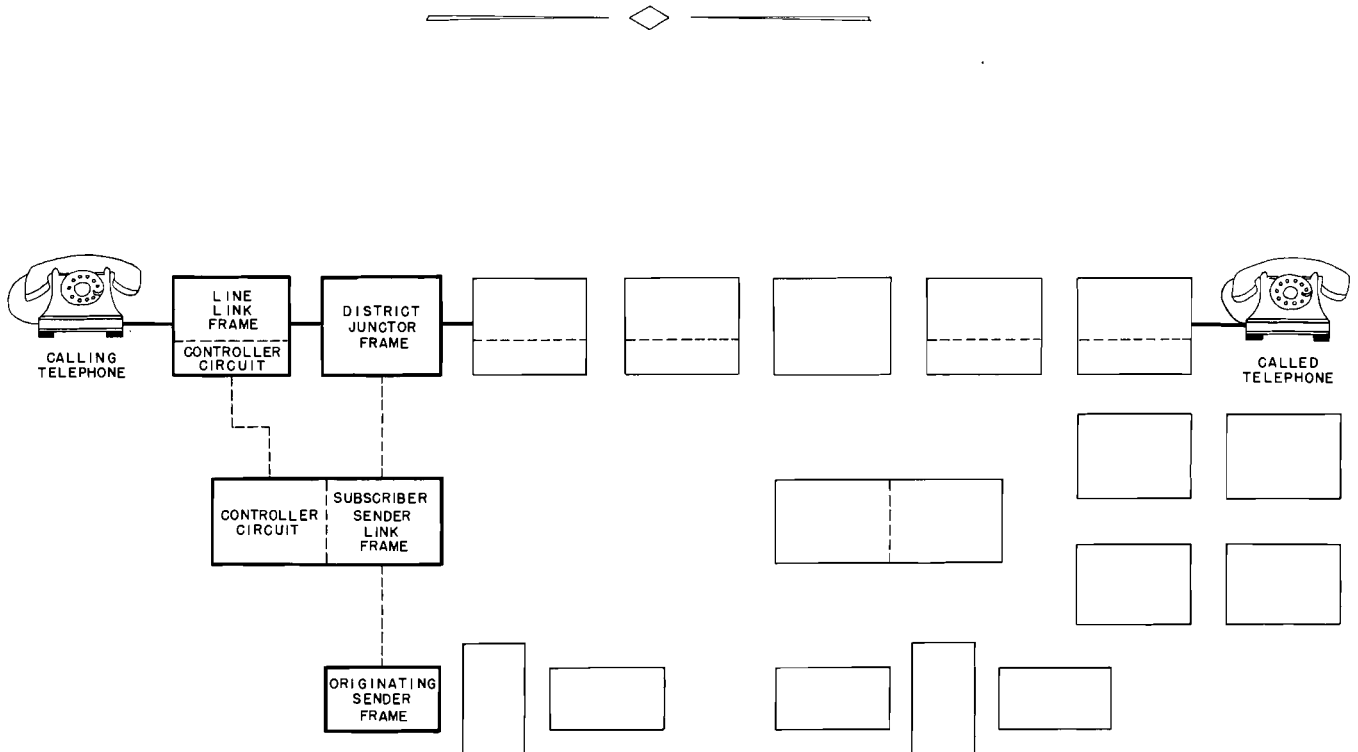 CALLING
TELEPHONE
LINE
LINK
FRAME
CONTROLLER
CIRCUIT
DISTRICT
JUNCTOR
FRAME
CALLED
TELEPHONE
CONTROLLER
CIRCUIT
SUBSCRIBER
SENDER
LINK
FRAME
ORIGINATING
SENDER
FRAME